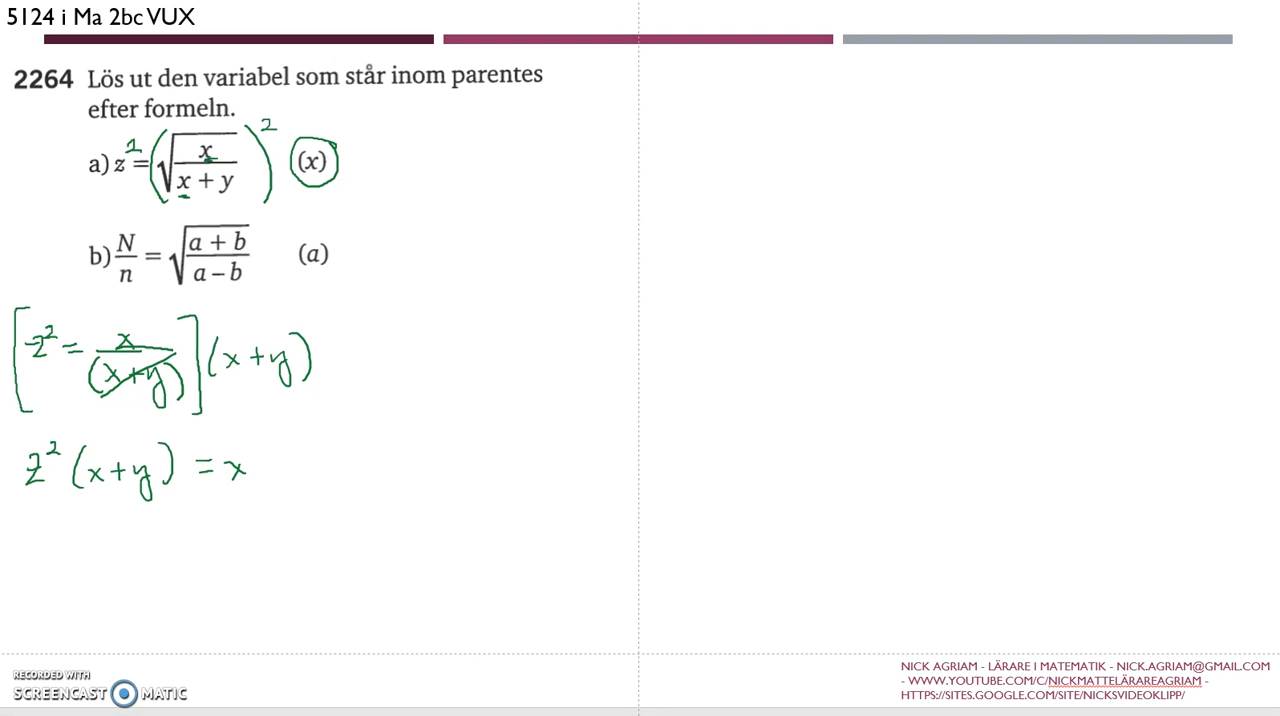 5124 i Ma 2bc VUX
2264 Lös ut den variabel som står inom parentes
efter formeln.
a) z² = (√(x/(x + y)))² (x)
b) N/n = √((a + b)/(a – b)) (a)
[z² = x/(x+y)] (x+y)
z² (x+y) = x
RECORDED WITH
SCREENCAST MATIC
NICK AGRIAM - LÄRARE I MATEMATIK - NICK.AGRIAM@GMAIL.COM
- WWW.YOUTUBE.COM/C/NICKMATTELÄRAREAGRIAM -
HTTPS://SITES.GOOGLE.COM/SITE/NICKSVIDEOKLIPP/